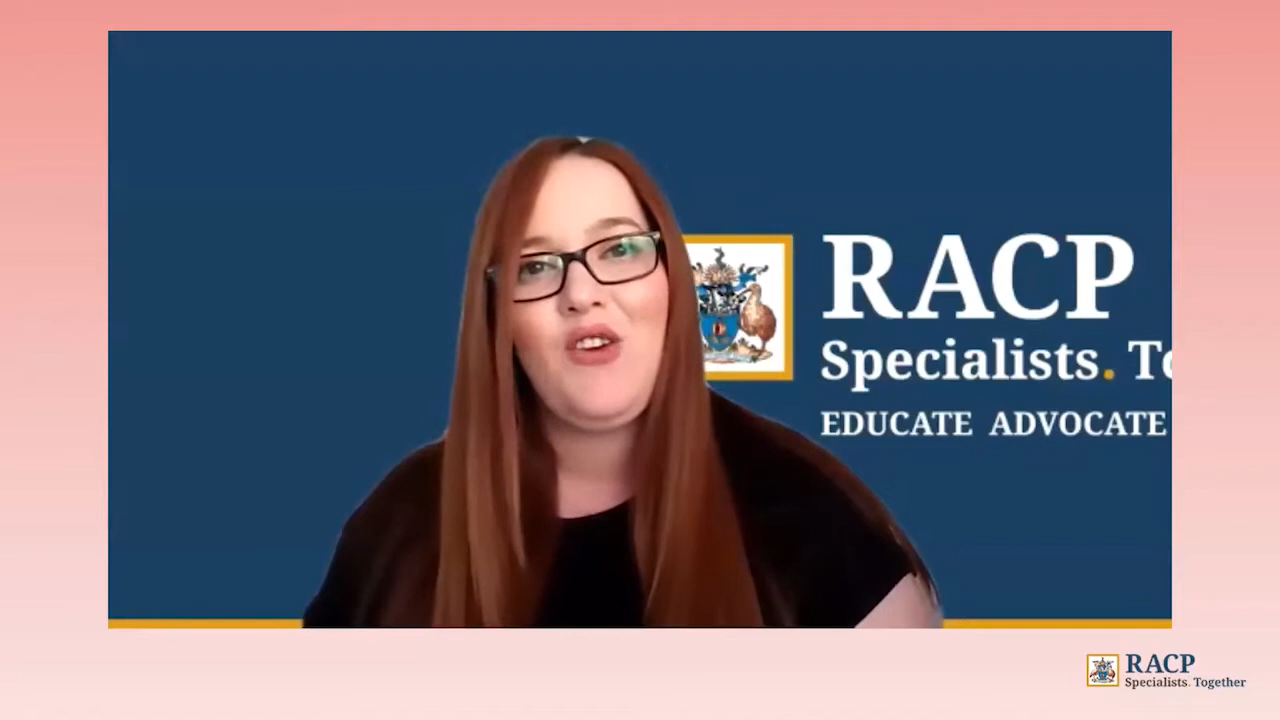 RACP
Specialists. To
EDUCATE ADVOCATE
RACP
Specialists. Together